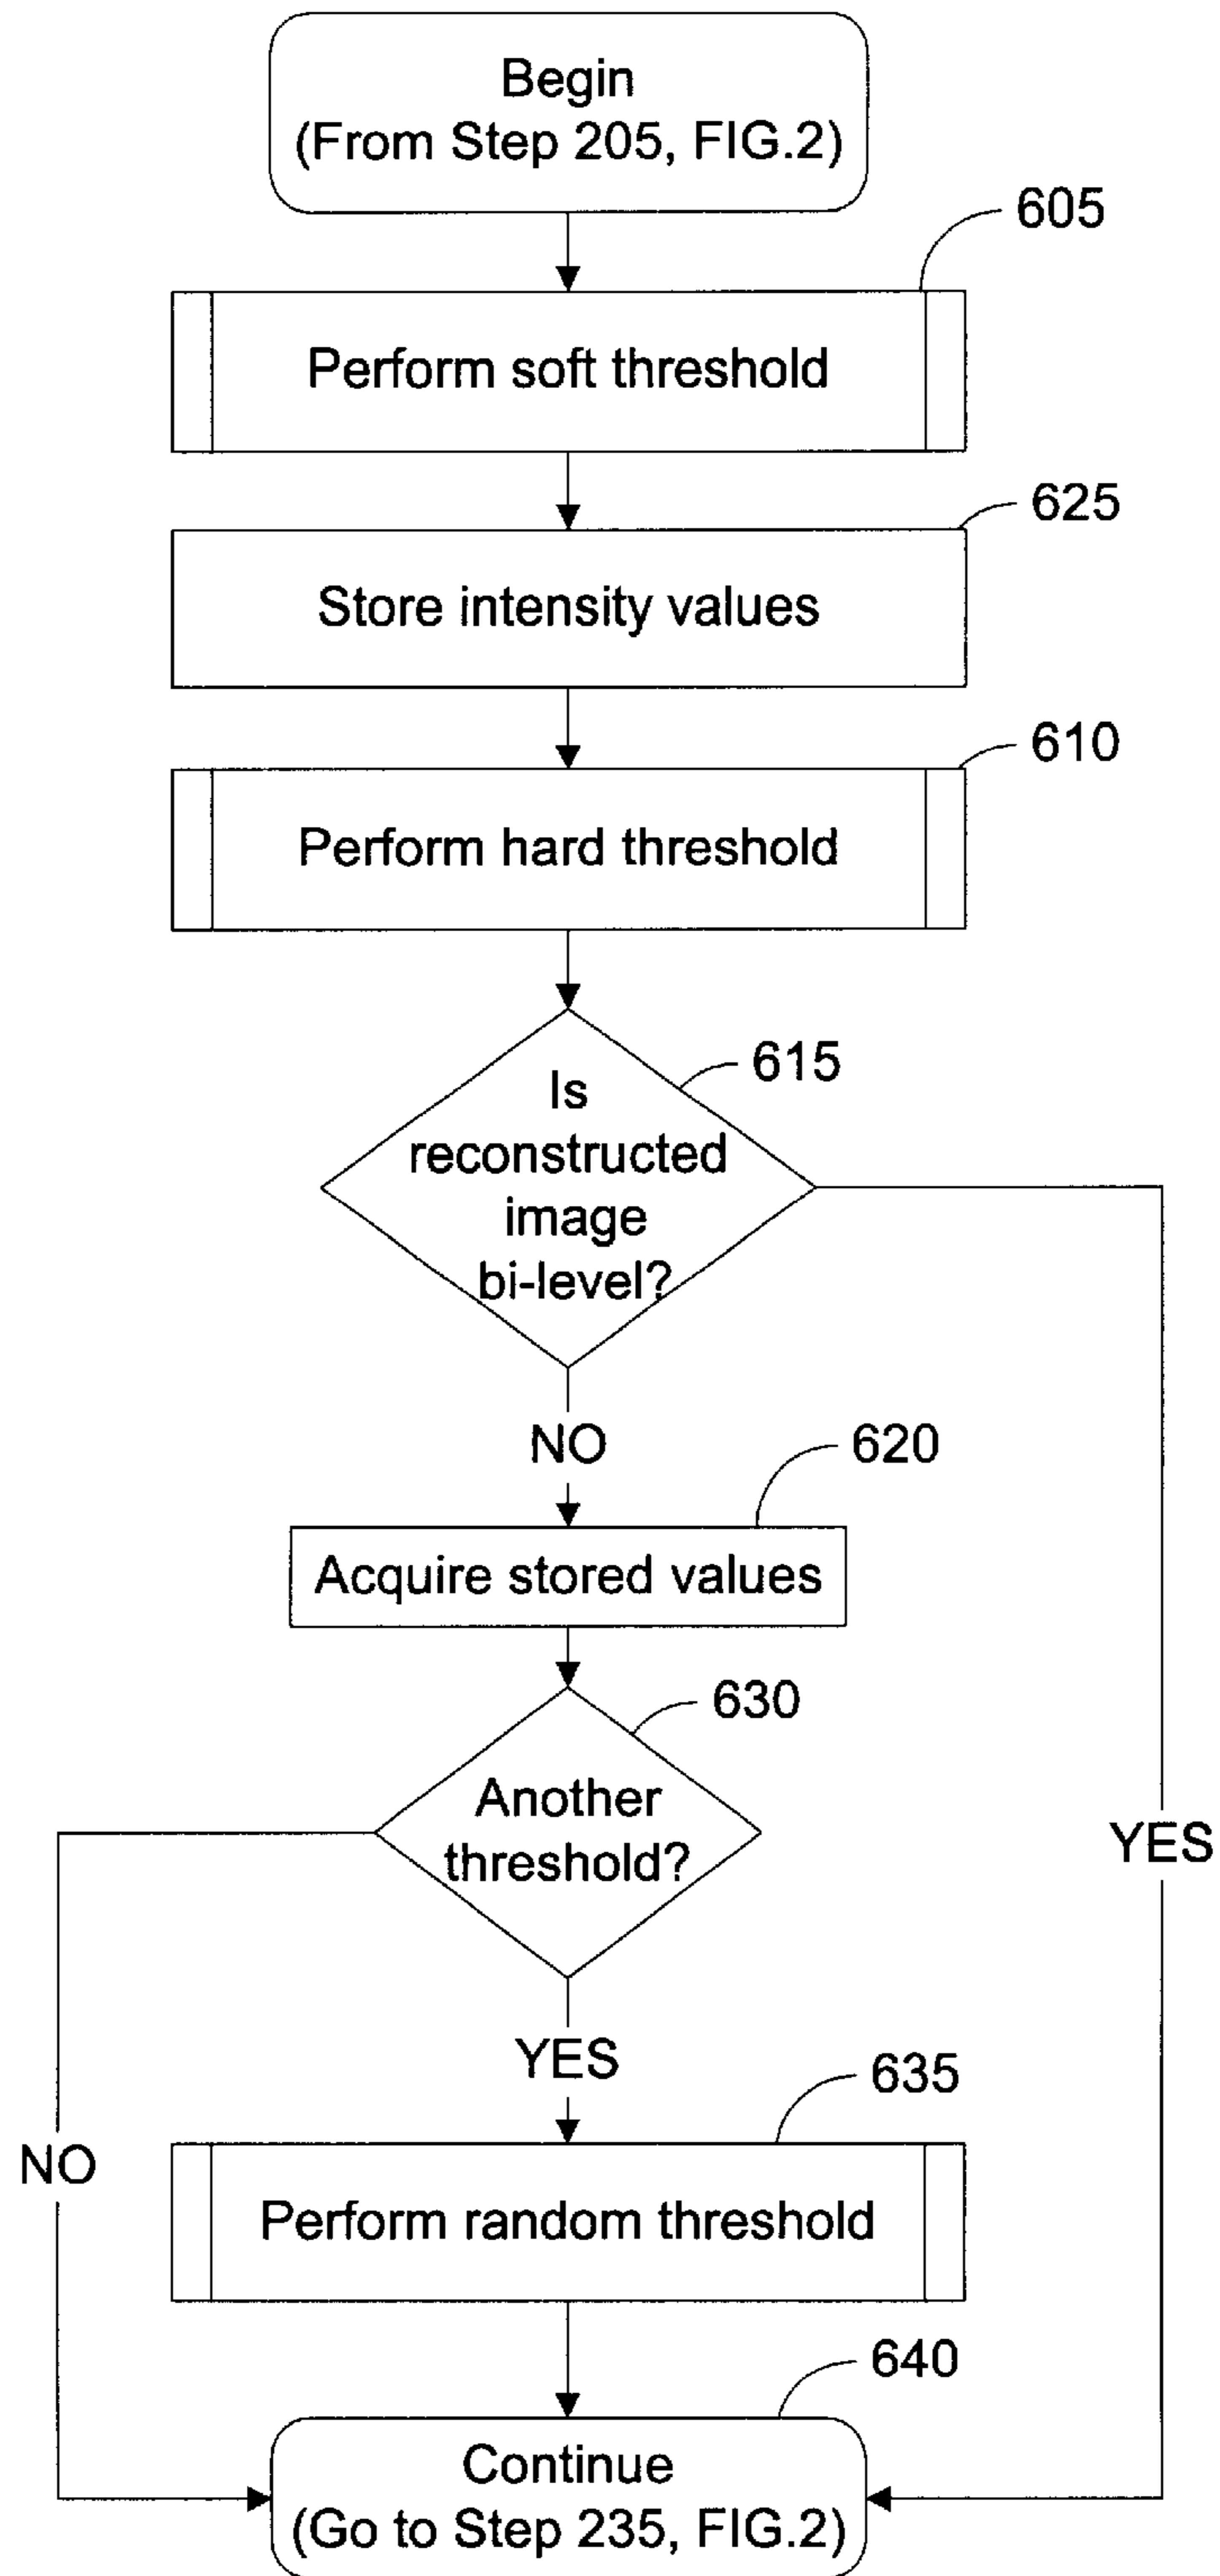 Begin
(From Step 205, FIG.2)
605
Perform soft threshold
625
Store intensity values
610
Perform hard threshold
615
Is
reconstructed
image
bi-level?
NO
620
Acquire stored values
630
Another
threshold?
YES
YES
635
NO
Perform random threshold
640
Continue
(Go to Step 235, FIG.2)